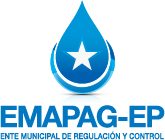 EMAPAG-EP
ENTE MUNICIPAL DE REGULACIÓN Y CONTROL